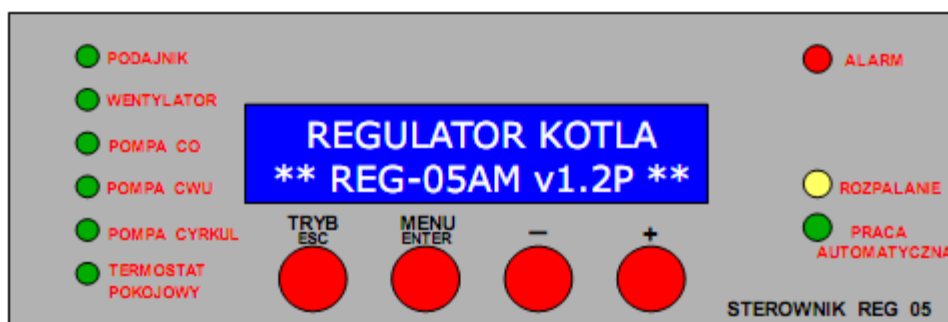 PODAJNIK
WENTYLATOR
POMPA CO
POMPA CWU
POMPA CYRKUL
TERMOSTAT
POKOJOWY
REGULATOR KOTLA
** REG-05AM v1.2P **
TRYB
ESC
MENU
ENTER
–
+
ALARM
ROZPALANIE
PRACA
AUTOMATYCZNA
STEROWNIK REG 05